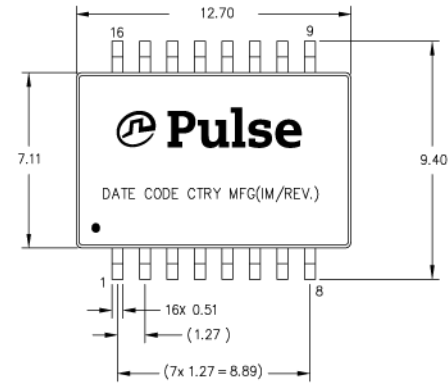 12.70
16 9
Pulse
7.11
9.40
DATE CODE CTRY MFG(IM/REV.)
1 8
16X 0.51
(1.27)
(7x 1.27 = 8.89)